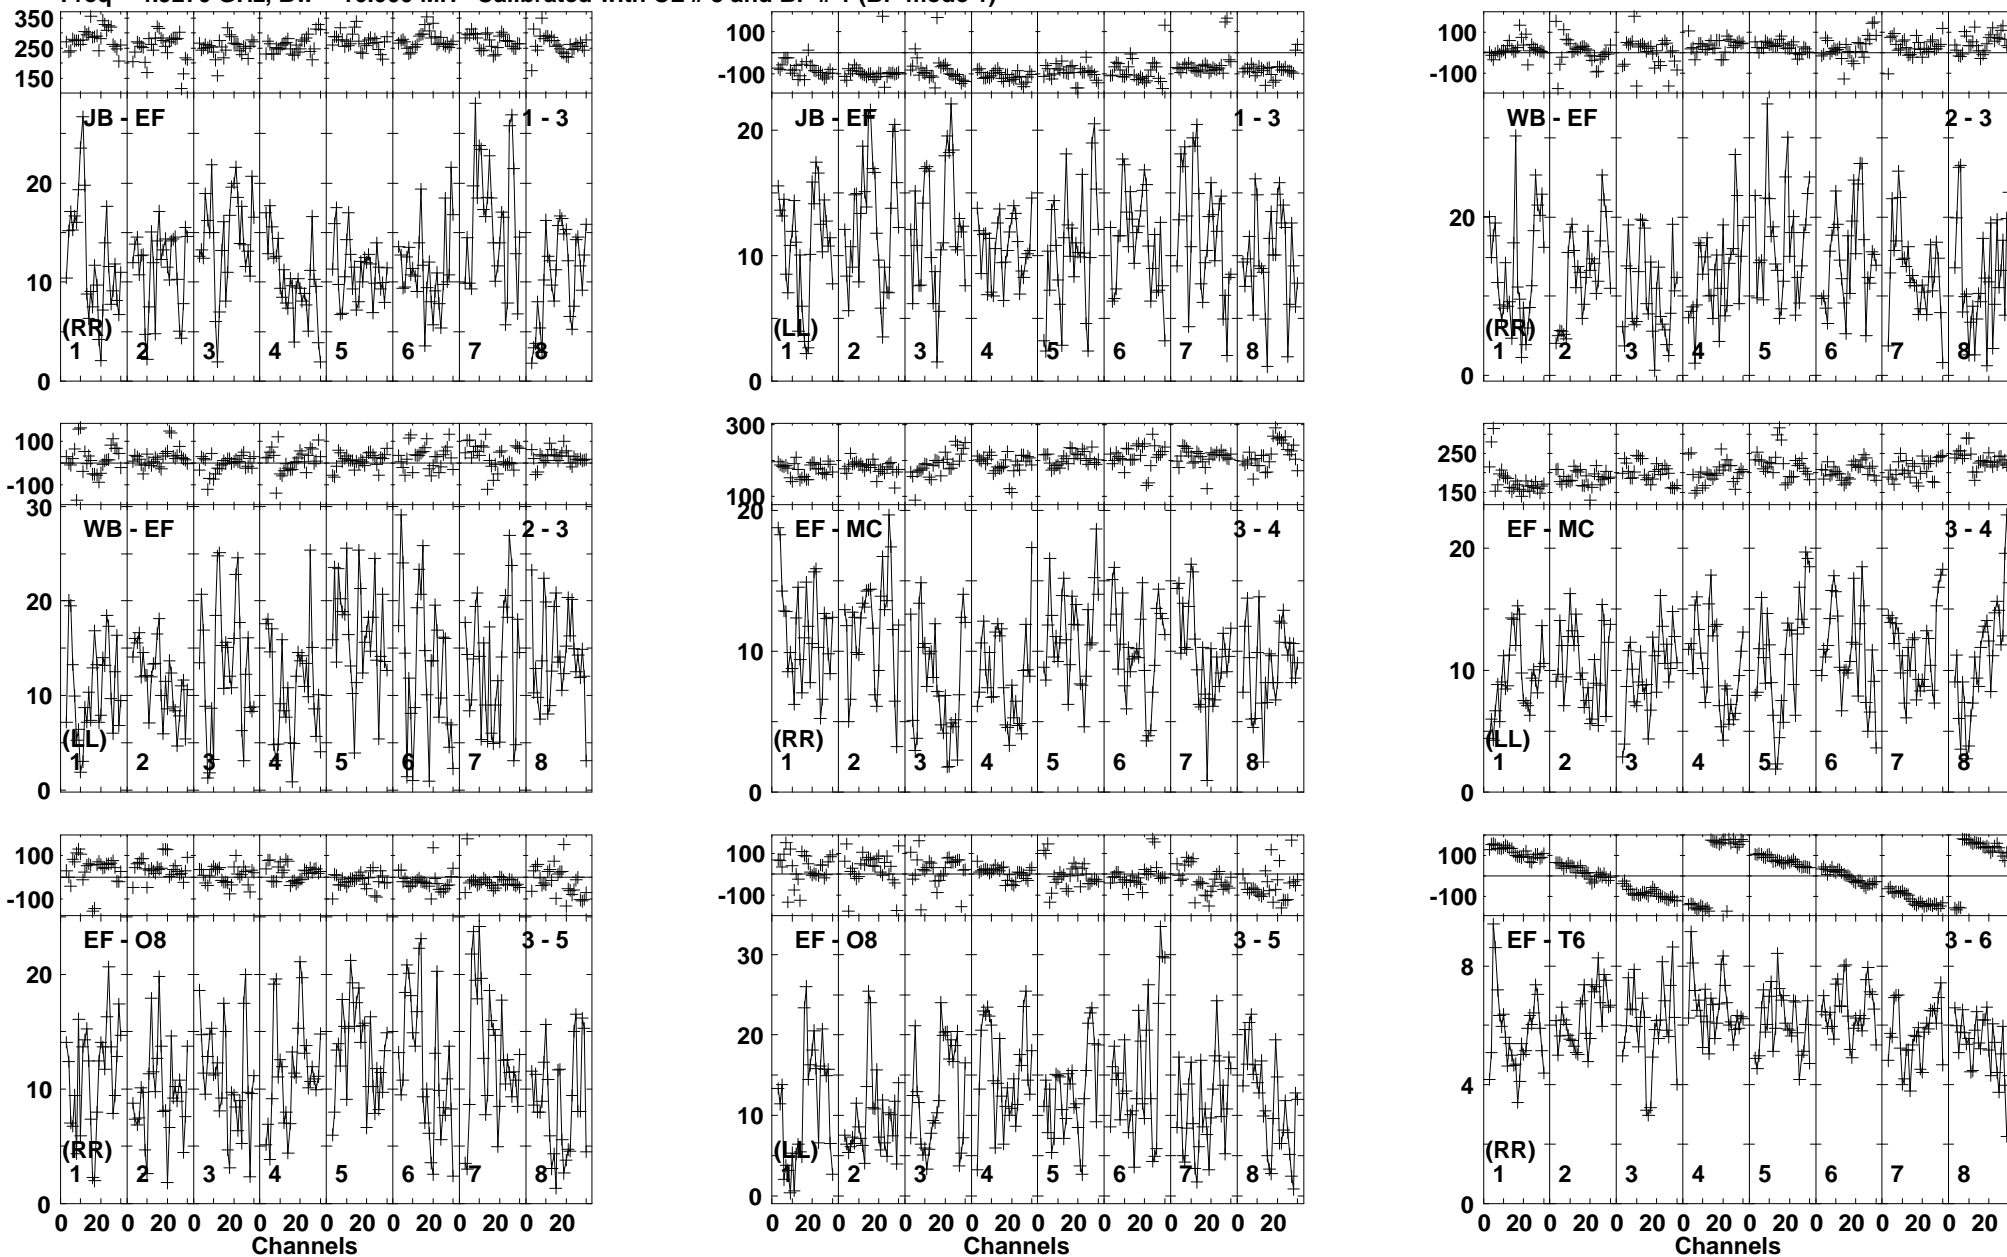 350 250 150 100 -100 100 -100
JB - EF 1 - 3 JB - EF 1 - 3 WB - EF 2 - 3
20 10 0 20 10 0 20 0
(RR) (LL) (RR)
1 2 3 4 5 6 7 8 1 2 3 4 5 6 7 8 1 2 3 4 5 6 7 8
100 -100 300 100 250 150
WB - EF 2 - 3 EF - MC 3 - 4 EF - MC 3 - 4
30 20 10 0 20 10 0 20 10 0
(LL) (RR) (LL)
1 2 3 4 5 6 7 8 1 2 3 4 5 6 7 8 1 2 3 4 5 6 7 8
100 -100 100 -100 100 -100
EF - O8 3 - 5 EF - O8 3 - 5 EF - T6 3 - 6
20 10 0 30 20 10 0 8 4 0
(RR) (LL) (RR)
1 2 3 4 5 6 7 8 1 2 3 4 5 6 7 8 1 2 3 4 5 6 7 8
0 20 0 20 0 20 0 20 0 20 0 20 0 20 0 20 0 20 0 20 0 20 0 20 0 20 0 20 0 20 0 20 0 20 0 20 0 20 0 20 0 20 0 20 0 20 0 20
Channels Channels Channels